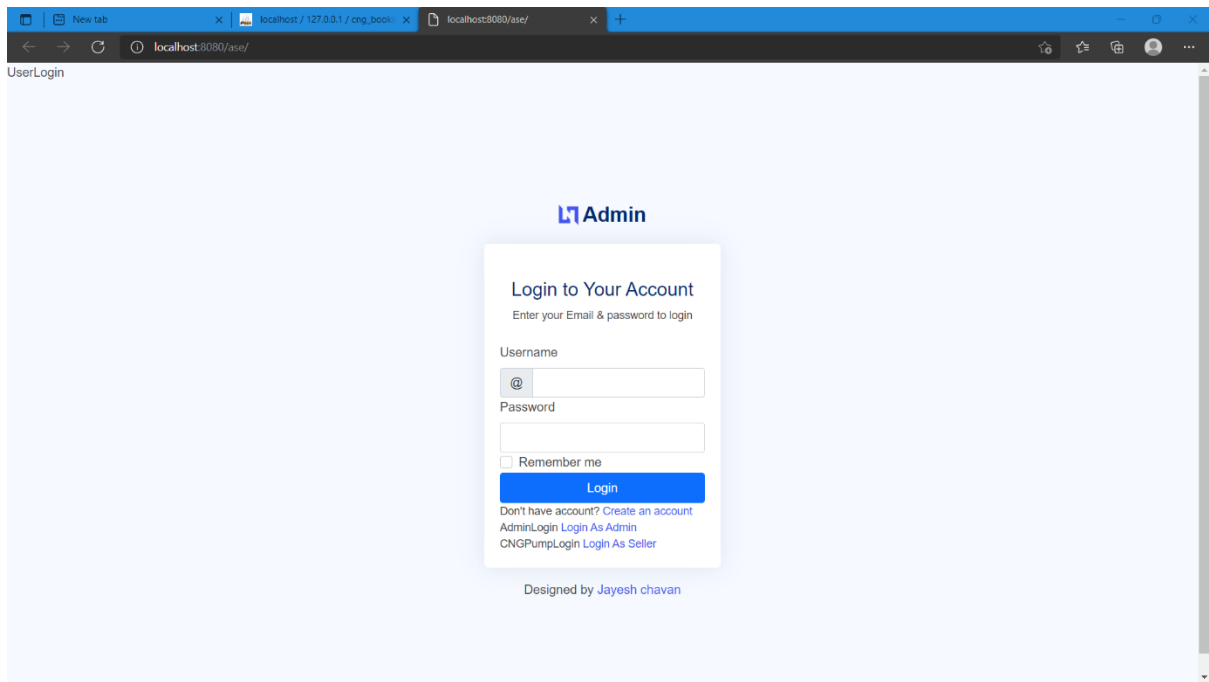 New tab
localhost / 127.0.0.1 / cng_book
localhost:8080/ase/
localhost:8080/ase/
UserLogin
Admin
Login to Your Account
Enter your Email & password to login
Username
@
Password
Remember me
Login
Don't have account? Create an account
AdminLogin Login As Admin
CNGPumpLogin Login As Seller
Designed by Jayesh chavan